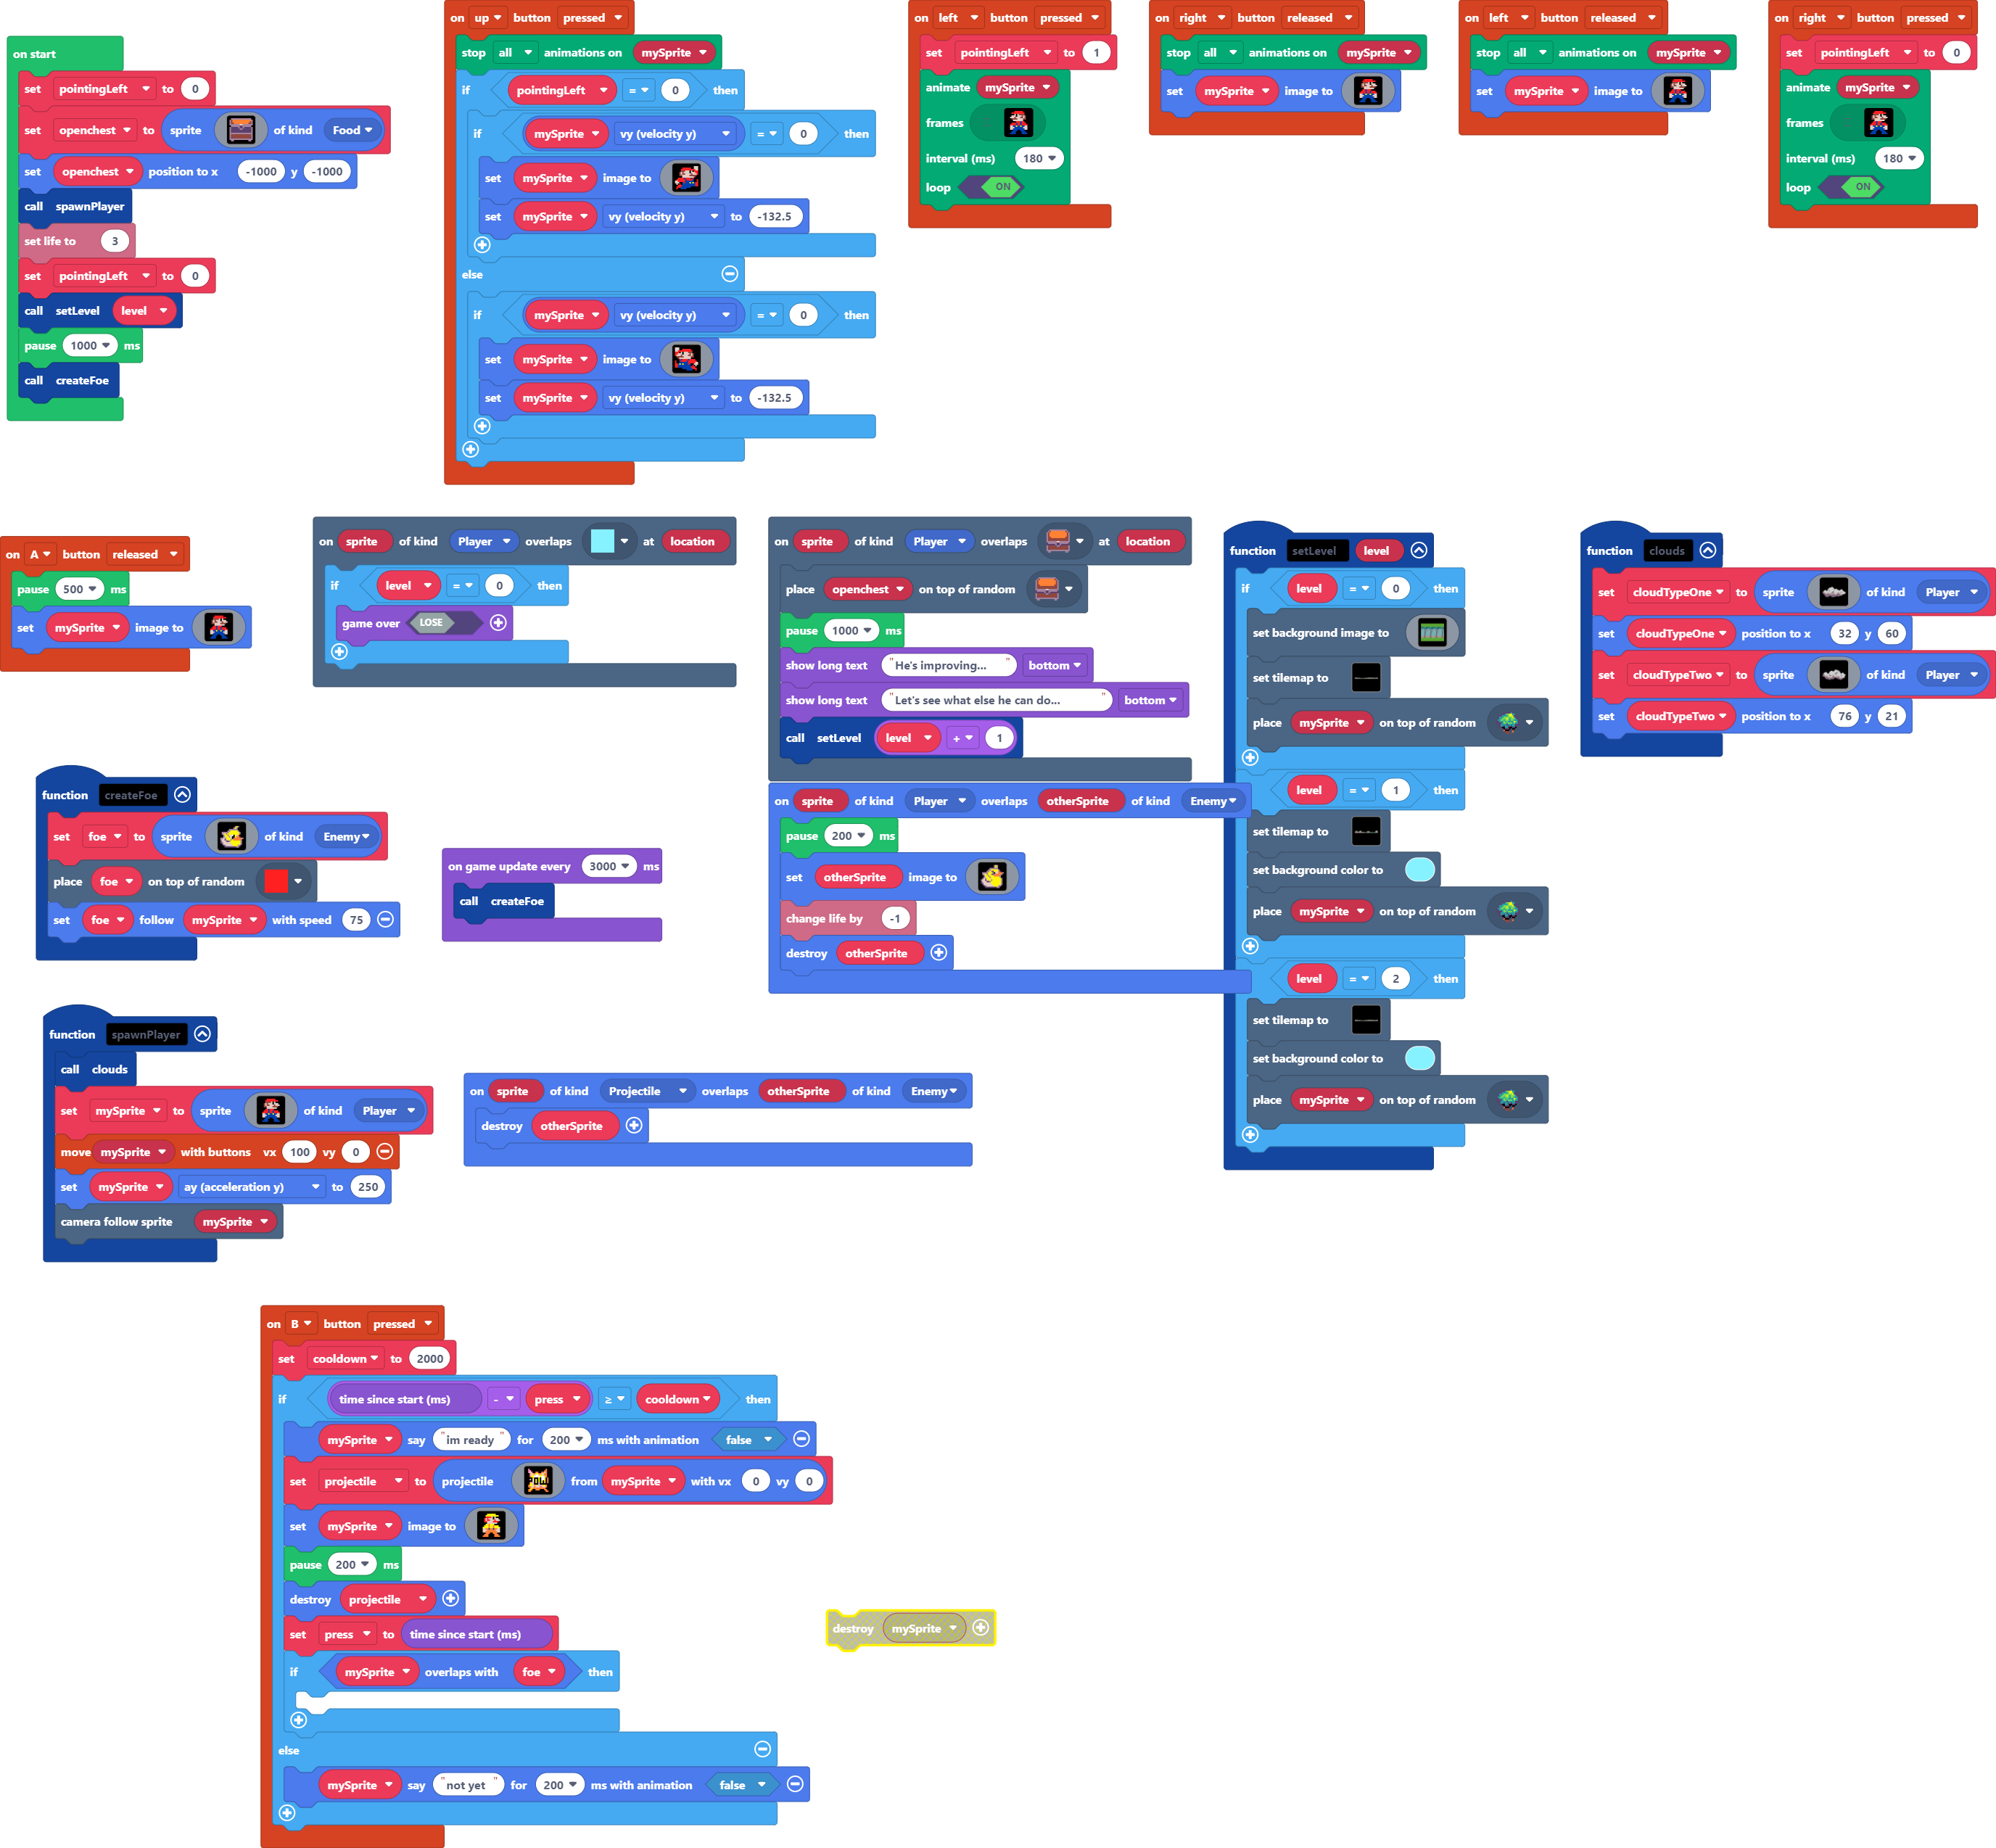 on start
set pointingLeft to 0
set openchest to sprite of kind Food
set openchest position to x -1000 y -1000
call spawnPlayer
set life to 3
set pointingLeft to 0
call setLevel level
pause 1000 ms
call createFoe
on up button pressed
stop all animations on mySprite
if pointingLeft = 0 then
if mySprite vy (velocity y) = 0 then
set mySprite image to
set mySprite vy (velocity y) to -132.5
else
if mySprite vy (velocity y) = 0 then
set mySprite image to
set mySprite vy (velocity y) to -132.5
on left button pressed
set pointingLeft to 1
animate mySprite
frames
interval (ms) 180
loop ON
on right button released
stop all animations on mySprite
set mySprite image to
on left button released
stop all animations on mySprite
set mySprite image to
on right button pressed
set pointingLeft to 0
animate mySprite
frames
interval (ms) 180
loop ON
on A button released
pause 500 ms
set mySprite image to
on sprite of kind Player overlaps at location
if level = 0 then
game over LOSE
on sprite of kind Player overlaps at location
place openchest on top of random
pause 1000 ms
show long text "He's improving... " bottom
show long text "Let's see what else he can do... " bottom
call setLevel level + 1
function setLevel level
if level = 0 then
set background image to
set tilemap to
place mySprite on top of random
level = 1 then
set tilemap to
set background color to
place mySprite on top of random
level = 2 then
set tilemap to
set background color to
place mySprite on top of random
function clouds
set cloudTypeOne to sprite of kind Player
set cloudTypeOne position to x 32 y 60
set cloudTypeTwo to sprite of kind Player
set cloudTypeTwo position to x 76 y 21
function createFoe
set foe to sprite of kind Enemy
place foe on top of random
set foe follow mySprite with speed 75
on game update every 3000 ms
call createFoe
on sprite of kind Player overlaps otherSprite of kind Enemy
pause 200 ms
set otherSprite image to
change life by -1
destroy otherSprite
function spawnPlayer
call clouds
set mySprite to sprite of kind Player
move mySprite with buttons vx 100 vy 0
set mySprite ay (acceleration y) to 250
camera follow sprite mySprite
on sprite of kind Projectile overlaps otherSprite of kind Enemy
destroy otherSprite
on B button pressed
set cooldown to 2000
if time since start (ms) - press ≥ cooldown then
mySprite say "im ready " for 200 ms with animation false
set projectile to projectile POW from mySprite with vx 0 vy 0
set mySprite image to
pause 200 ms
destroy projectile
set press to time since start (ms)
if mySprite overlaps with foe then
else
mySprite say "not yet " for 200 ms with animation false
destroy mySprite